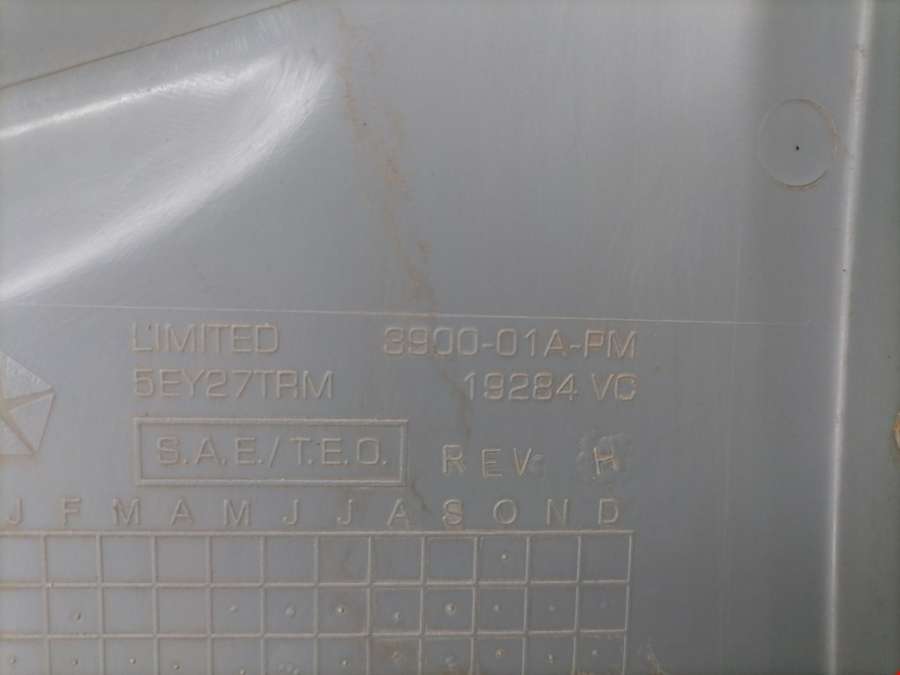 LIMITED 3900-01A-PM
5EY27TRM 19284 VC
S.A.E./T.E.O. REV H
J F M A M J J A S O N D